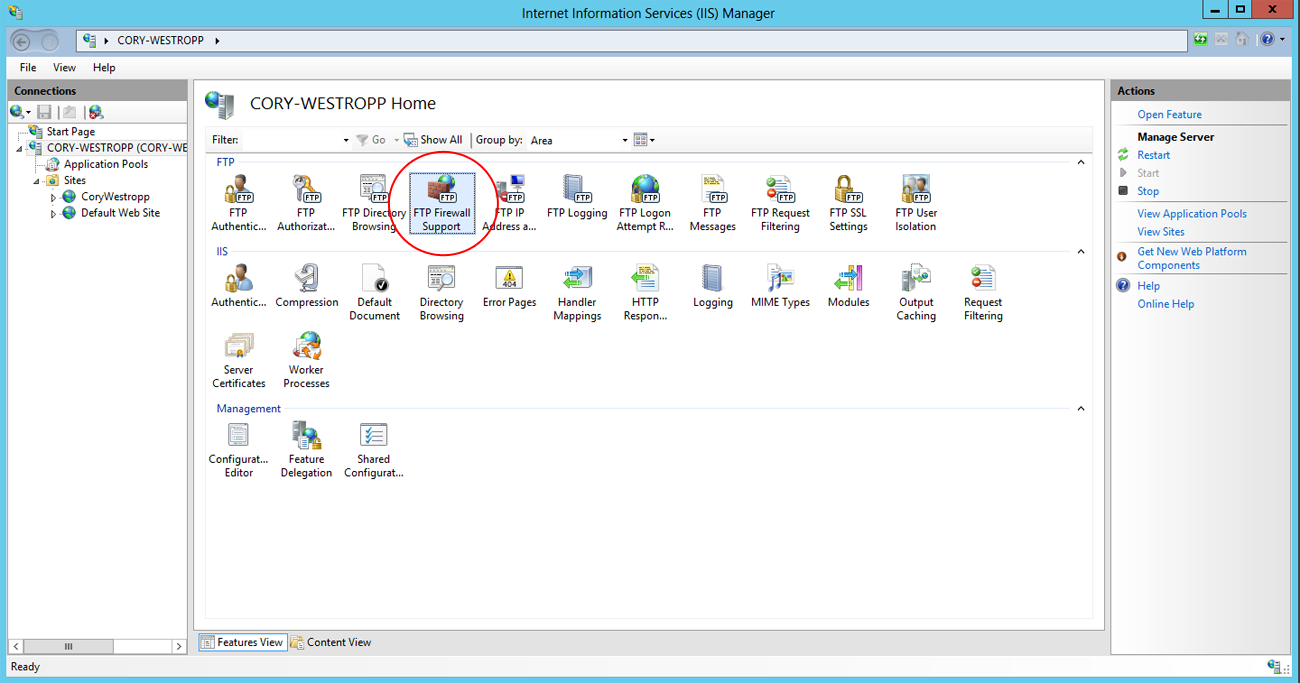 Internet Information Services (IIS) Manager
CORY-WESTROPP
File View Help
Connections
Start Page
CORY-WESTROPP (CORY-WE
Application Pools
Sites
CoryWestropp
Default Web Site
CORY-WESTROPP Home
Filter: Go Show All Group by: Area
FTP
FTP Authentic...
FTP Authorizat...
FTP Directory Browsing
FTP Firewall Support
FTP IP Address a...
FTP Logging
FTP Logon Attempt R...
FTP Messages
FTP Request Filtering
FTP SSL Settings
FTP User Isolation
IIS
Authentic...
Compression
Default Document
Directory Browsing
Error Pages
Handler Mappings
HTTP Respon...
Logging
MIME Types
Modules
Output Caching
Request Filtering
Server Certificates
Worker Processes
Management
Configurat... Editor
Feature Delegation
Shared Configurat...
Features View Content View
Actions
Open Feature
Manage Server
Restart
Start
Stop
View Application Pools
View Sites
Get New Web Platform
Components
Help
Online Help
Ready